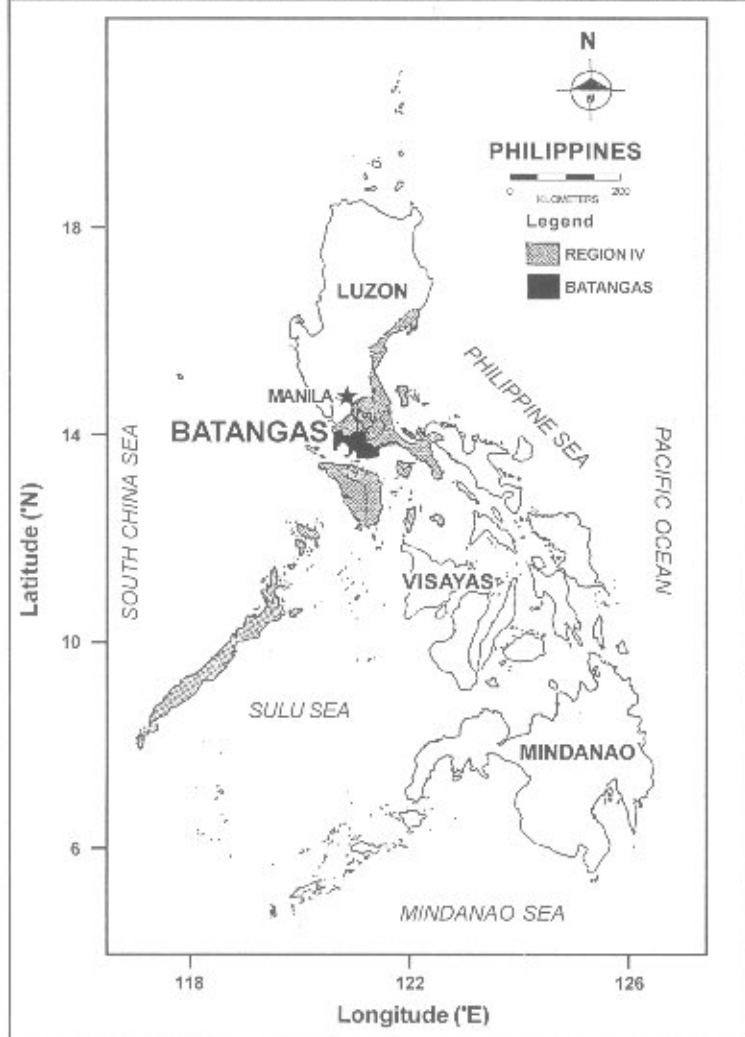 N
PHILIPPINES
0 200
KILOMETERS
Legend
REGION IV
BATANGAS
18
LUZON
MANILA
PHILIPPINE SEA
BATANGAS
14
SOUTH CHINA SEA
PACIFIC OCEAN
Latitude (°N)
VISAYAS
10
SULU SEA
MINDANAO
6
MINDANAO SEA
118 122 126
Longitude (°E)